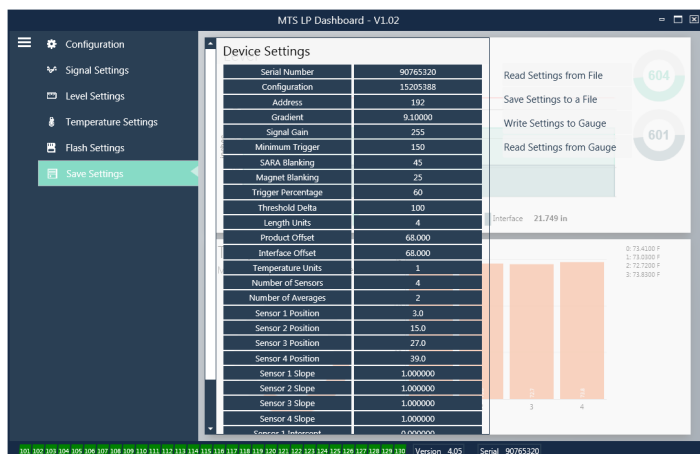 MTS LP Dashboard - V1.02
Configuration
Signal Settings
Level Settings
Temperature Settings
Flash Settings
Save Settings
Device Settings
Serial Number 90765320
Configuration 15205388
Address 192
Gradient 9.10000
Signal Gain 255
Minimum Trigger 150
SARA Blanking 45
Magnet Blanking 25
Trigger Percentage 60
Threshold Delta 100
Length Units 4
Product Offset 68.000
Interface Offset 68.000
Temperature Units 1
Number of Sensors 4
Number of Averages 2
Sensor 1 Position 3.0
Sensor 2 Position 15.0
Sensor 3 Position 27.0
Sensor 4 Position 39.0
Sensor 1 Slope 1.000000
Sensor 2 Slope 1.000000
Sensor 3 Slope 1.000000
Sensor 4 Slope 1.000000
Sensor 1 Intercept 0.000000
Read Settings from File
Save Settings to a File
Write Settings to Gauge
Read Settings from Gauge
604
601
Interface 21.749 in
0: 73.4100 F
1: 73.0300 F
2: 72.7200 F
3: 73.8300 F
3 4
101 102 103 104 105 106 107 108 109 110 111 112 113 114 115 116 117 118 119 120 121 122 123 124 125 126 127 128 129 130 Version 4.05 Serial 90765320